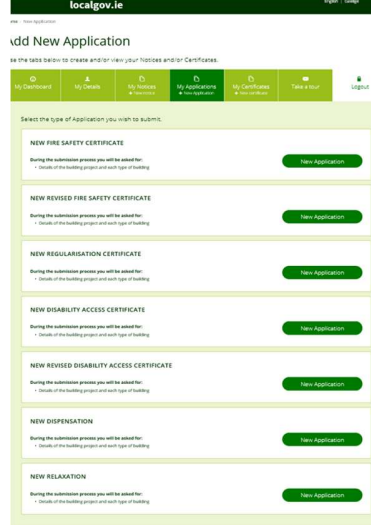 localgov.ie
English | Gaeilge
New Application
\dd New Application
se the tabs below to create and/or view your Notices and/or Certificates.
My Dashboard
My Details
My Notices
My Applications
New Application
My Certificates
Take a tour
Logout
Select the type of Application you wish to submit.
NEW FIRE SAFETY CERTIFICATE
During the submission process you will be asked for:
• Details of the building project and each type of building
New Application
NEW REVISED FIRE SAFETY CERTIFICATE
During the submission process you will be asked for:
• Details of the building project and each type of building
New Application
NEW REGULARISATION CERTIFICATE
During the submission process you will be asked for:
• Details of the building project and each type of building
New Application
NEW DISABILITY ACCESS CERTIFICATE
During the submission process you will be asked for:
• Details of the building project and each type of building
New Application
NEW REVISED DISABILITY ACCESS CERTIFICATE
During the submission process you will be asked for:
• Details of the building project and each type of building
New Application
NEW DISPENSATION
During the submission process you will be asked for:
• Details of the building project and each type of building
New Application
NEW RELAXATION
During the submission process you will be asked for:
• Details of the building project and each type of building
New Application